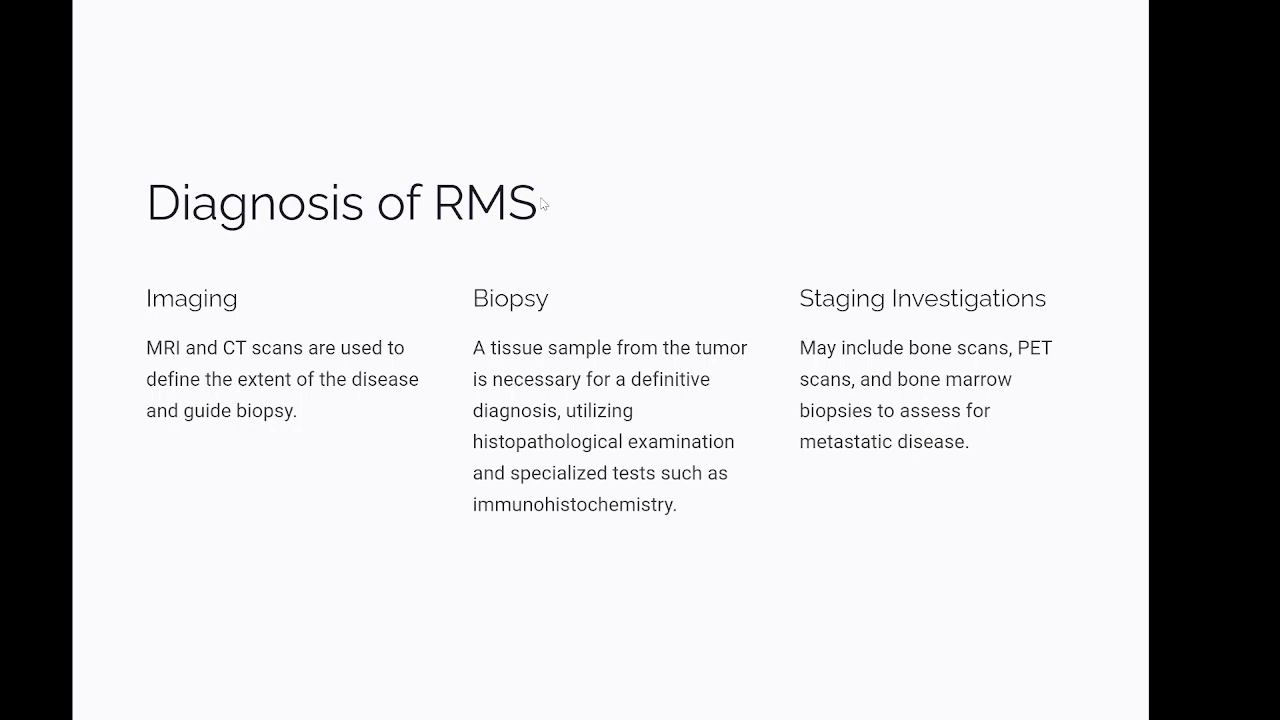 Diagnosis of RMS
Imaging
MRI and CT scans are used to
define the extent of the disease
and guide biopsy.
Biopsy
A tissue sample from the tumor
is necessary for a definitive
diagnosis, utilizing
histopathological examination
and specialized tests such as
immunohistochemistry.
Staging Investigations
May include bone scans, PET
scans, and bone marrow
biopsies to assess for
metastatic disease.